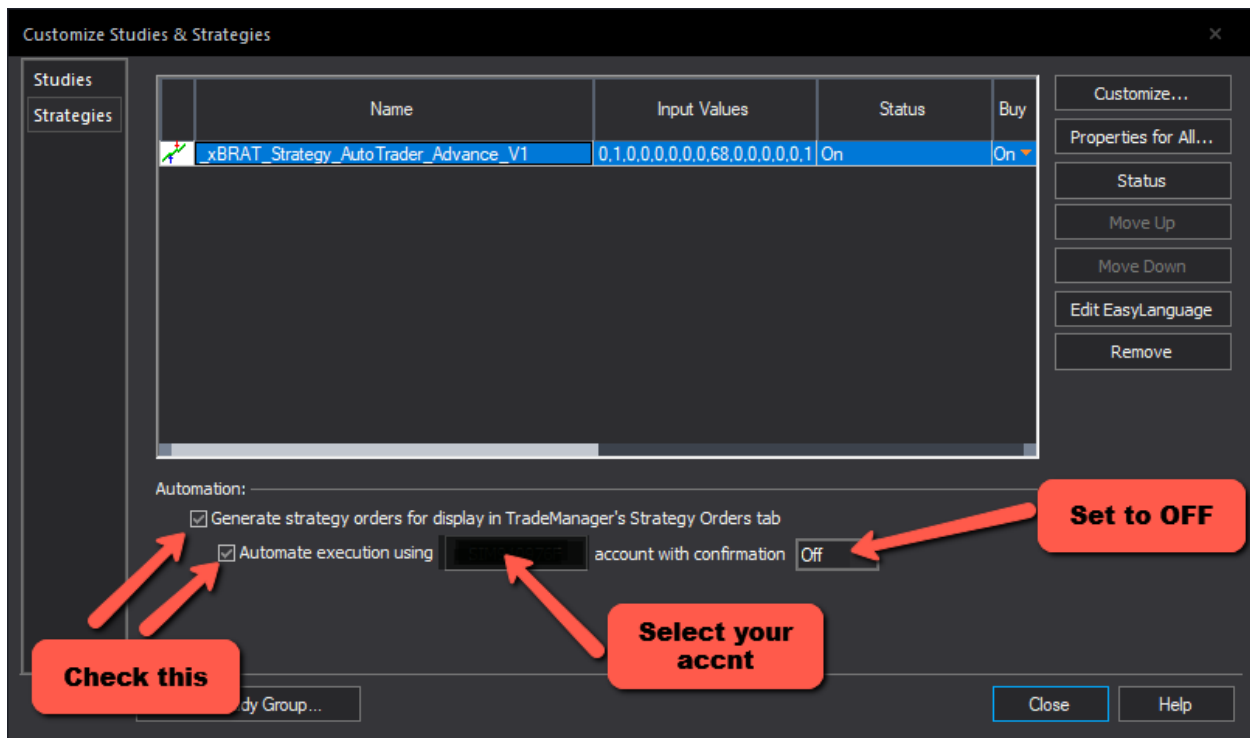 Customize Studies & Strategies
Studies
Strategies
Name
Input Values
Status
Buy
_xBRAT_Strategy_AutoTrader_Advance_V1
0,1,0,0,0,0,0,0,68,0,0,0,0,0,1
On
On
Customize...
Properties for All...
Status
Move Up
Move Down
Edit EasyLanguage
Remove
Automation:
Generate strategy orders for display in TradeManager's Strategy Orders tab
Automate execution using
account with confirmation
Off
Set to OFF
Select your
accnt
Check this
dy Group...
Close
Help